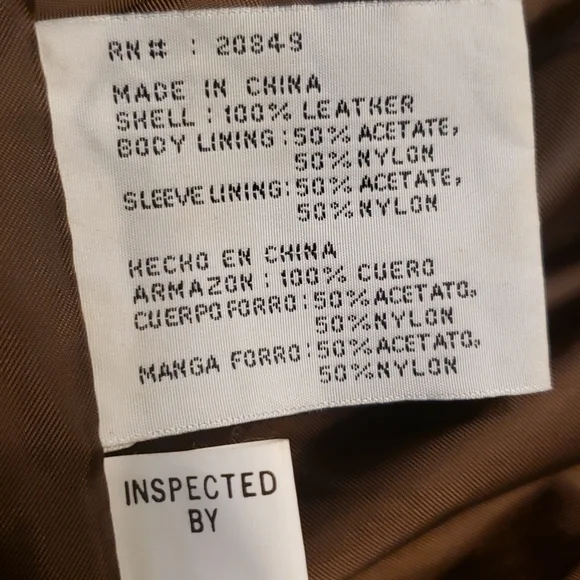 RN# : 20849
MADE IN CHINA
SHELL : 100% LEATHER
BODY LINING : 50% ACETATE,
50% NYLON
SLEEVE LINING : 50% ACETATE,
50% NYLON
HECHO EN CHINA
ARMAZON : 100% CUERO
CUERPO FORRO : 50% ACETATO,
50% NYLON
MANGA FORRO : 50% ACETATO,
50% NYLON
INSPECTED
BY